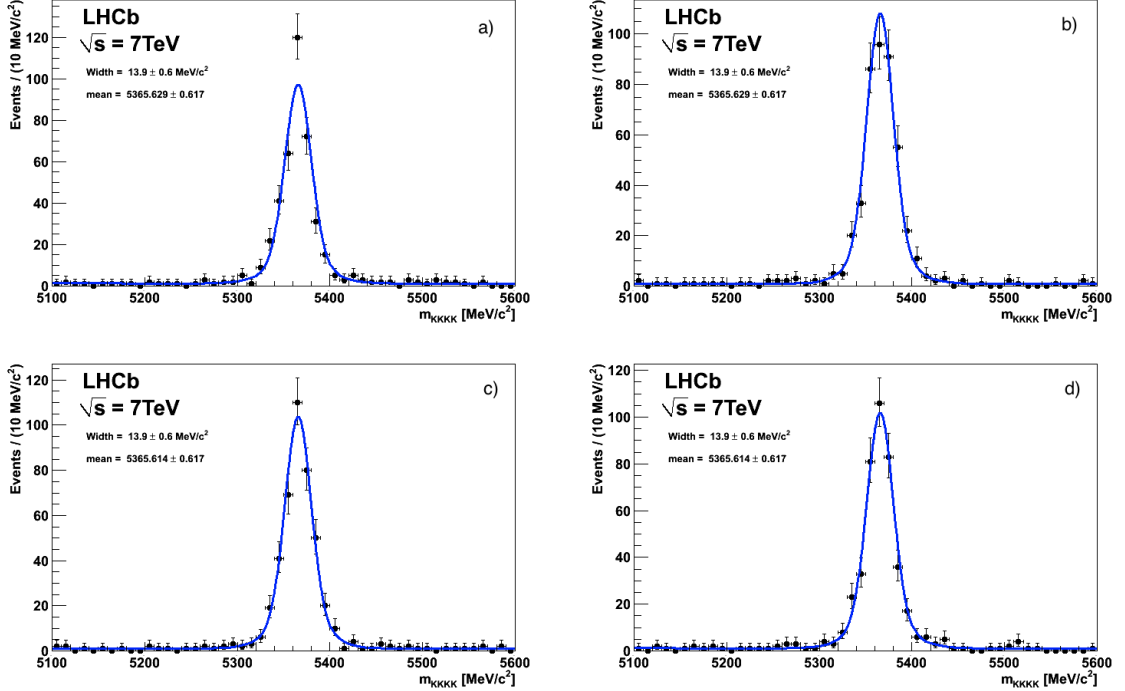 LHCb
√s = 7TeV
a)
Width = 13.9 ± 0.6 MeV/c²
mean = 5365.629 ± 0.617
Events / (10 MeV/c²)
120
100
80
60
40
20
0
5100 5200 5300 5400 5500 5600
m_KKKK [MeV/c²]
LHCb
√s = 7TeV
b)
Width = 13.9 ± 0.6 MeV/c²
mean = 5365.629 ± 0.617
Events / (10 MeV/c²)
100
80
60
40
20
0
5100 5200 5300 5400 5500 5600
m_KKKK [MeV/c²]
LHCb
√s = 7TeV
c)
Width = 13.9 ± 0.6 MeV/c²
mean = 5365.614 ± 0.617
Events / (10 MeV/c²)
120
100
80
60
40
20
0
5100 5200 5300 5400 5500 5600
m_KKKK [MeV/c²]
LHCb
√s = 7TeV
d)
Width = 13.9 ± 0.6 MeV/c²
mean = 5365.614 ± 0.617
Events / (10 MeV/c²)
120
100
80
60
40
20
0
5100 5200 5300 5400 5500 5600
m_KKKK [MeV/c²]